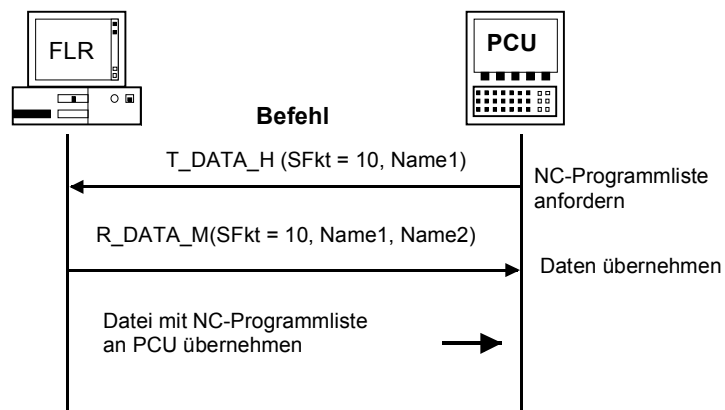 FLR
PCU
Befehl
T_DATA_H (SFkt = 10, Name1)
NC-Programmliste
anfordern
R_DATA_M(SFkt = 10, Name1, Name2)
Daten übernehmen
Datei mit NC-Programmliste
an PCU übernehmen